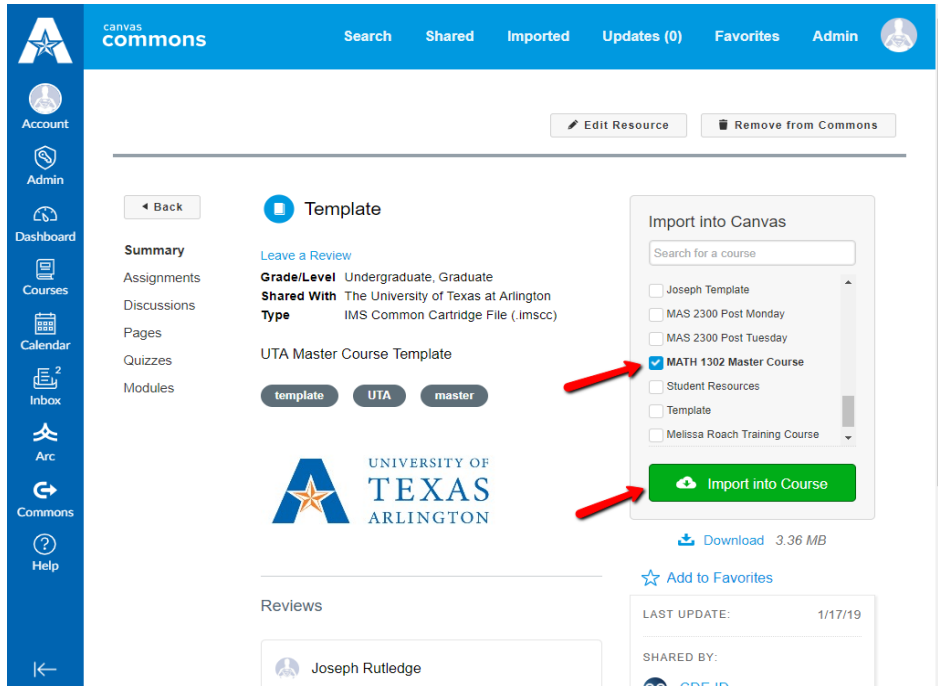 canvas
commons
Search Shared Imported Updates (0) Favorites Admin
Account
Admin
Dashboard
Courses
Calendar
2
Inbox
Arc
Commons
?
Help
Edit Resource Remove from Commons
Back
Summary
Assignments
Discussions
Pages
Quizzes
Modules
Template
Leave a Review
Grade/Level Undergraduate, Graduate
Shared With The University of Texas at Arlington
Type IMS Common Cartridge File (.imscc)
UTA Master Course Template
template UTA master
UNIVERSITY OF
TEXAS
ARLINGTON
Reviews
Joseph Rutledge
Import into Canvas
Search for a course
Joseph Template
MAS 2300 Post Monday
MAS 2300 Post Tuesday
MATH 1302 Master Course
Student Resources
Template
Melissa Roach Training Course
Import into Course
Download 3.36 MB
Add to Favorites
LAST UPDATE: 1/17/19
SHARED BY: